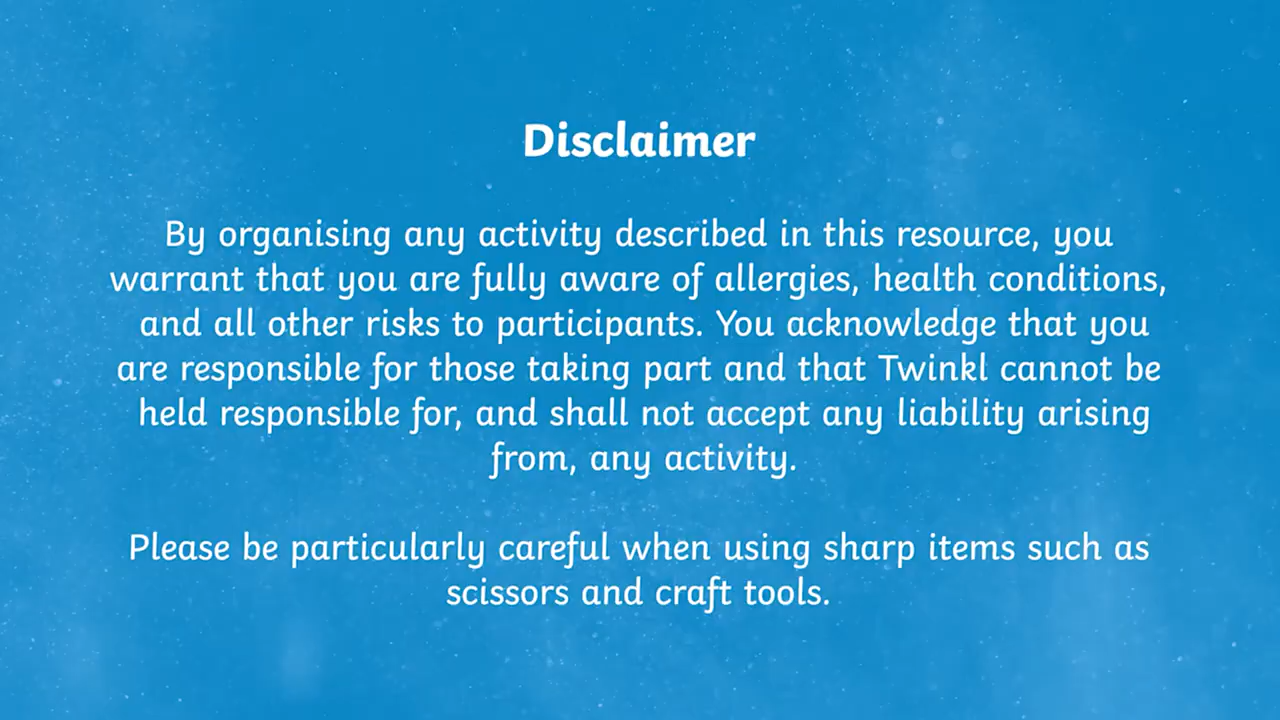 Disclaimer
By organising any activity described in this resource, you
warrant that you are fully aware of allergies, health conditions,
and all other risks to participants. You acknowledge that you
are responsible for those taking part and that Twinkl cannot be
held responsible for, and shall not accept any liability arising
from, any activity.
Please be particularly careful when using sharp items such as
scissors and craft tools.